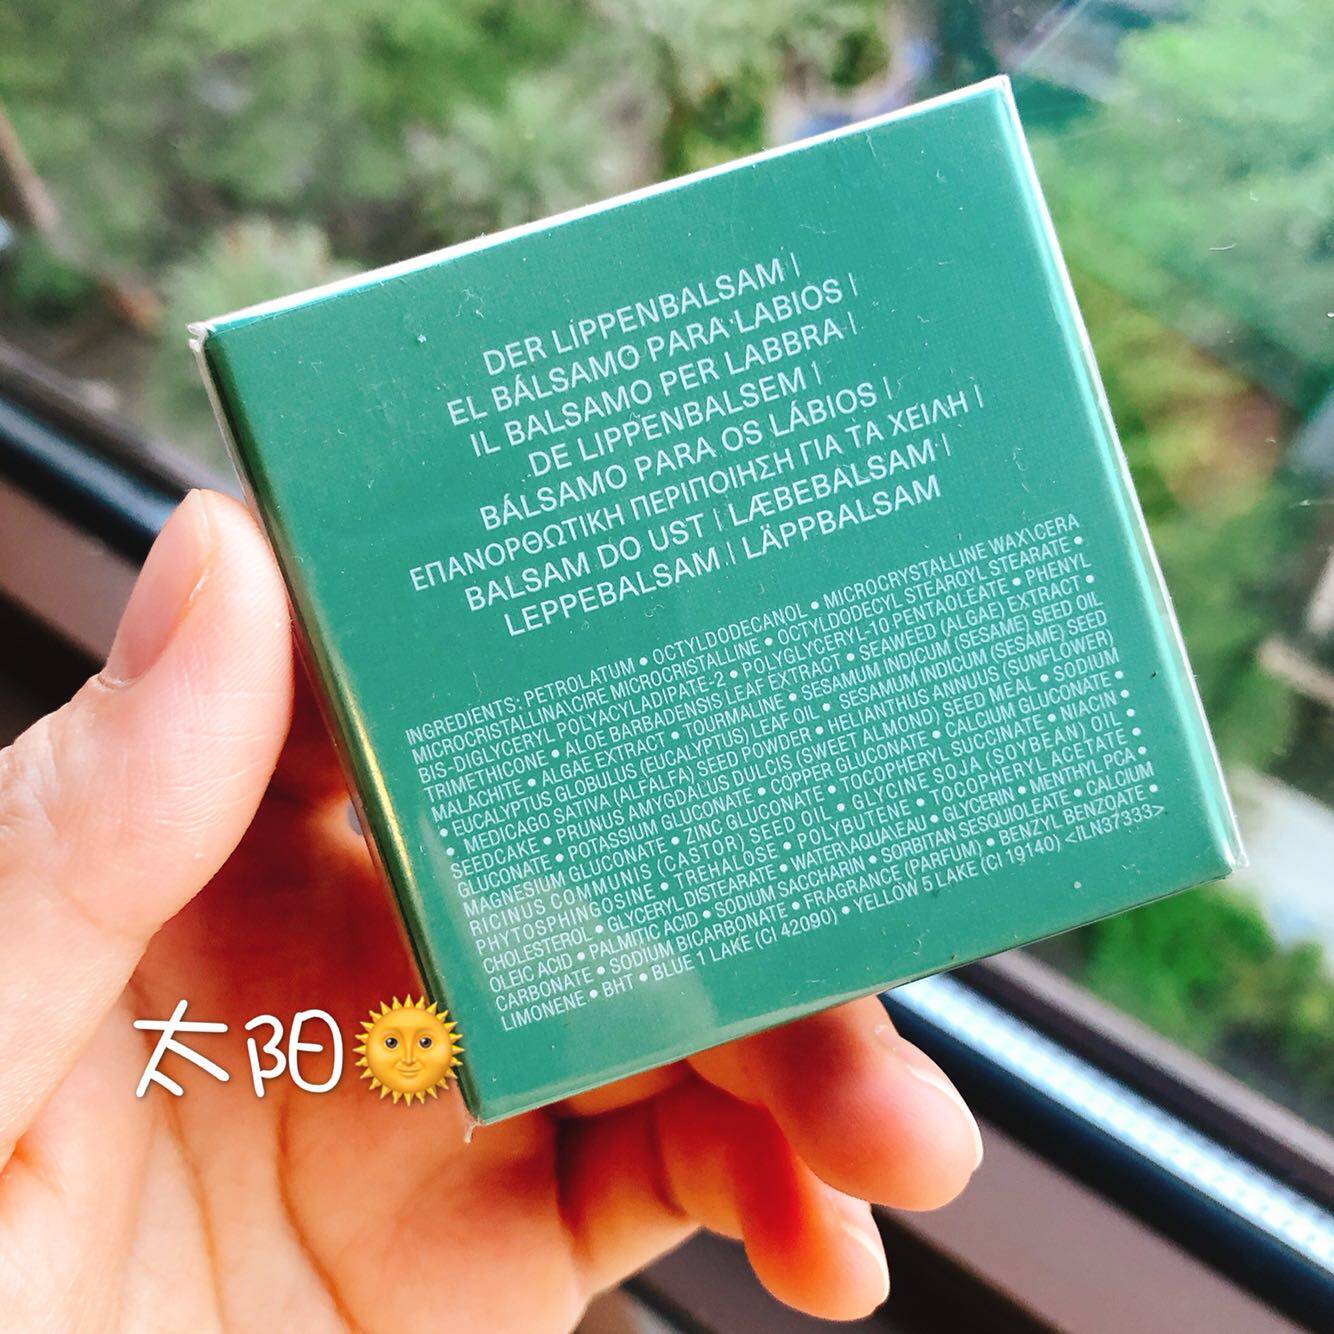 DER LIPPENBALSAM |
EL BÁLSAMO PARA LABIOS |
IL BALSAMO PER LABBRA |
DE LIPPENBALSEM |
BÁLSAMO PARA OS LÁBIOS |
ΕΠΑΝΟΡΘΩΤΙΚΗ ΠΕΡΙΠΟΙΗΣΗ ΓΙΑ ΤΑ ΧΕΙΛΗ |
BALSAM DO UST | LÆBEBALSAM |
LEPPEBALSAM | LÄPPBALSAM
INGREDIENTS: PETROLATUM • OCTYLDODECANOL • MICROCRYSTALLINE WAX\CERA
MICROCRISTALLINA\CIRE MICROCRISTALLINE • OCTYLDODECYL STEAROYL STEARATE •
BIS-DIGLYCERYL POLYACYLADIPATE-2 • POLYGLYCERYL-10 PENTAOLEATE • PHENYL
TRIMETHICONE • ALOE BARBADENSIS LEAF EXTRACT • SEAWEED (ALGAE) EXTRACT •
MALACHITE • ALGAE EXTRACT • TOURMALINE • SESAMUM INDICUM (SESAME) SEED OIL
• EUCALYPTUS GLOBULUS (EUCALYPTUS) LEAF OIL • SESAMUM INDICUM (SESAME) SEED
• MEDICAGO SATIVA (ALFALFA) SEED POWDER • HELIANTHUS ANNUUS (SUNFLOWER)
SEEDCAKE • PRUNUS AMYGDALUS DULCIS (SWEET ALMOND) SEED MEAL • SODIUM
GLUCONATE • POTASSIUM GLUCONATE • COPPER GLUCONATE • CALCIUM GLUCONATE •
MAGNESIUM GLUCONATE • ZINC GLUCONATE • TOCOPHERYL SUCCINATE • NIACIN •
RICINUS COMMUNIS (CASTOR) SEED OIL • GLYCINE SOJA (SOYBEAN) OIL •
PHYTOSPHINGOSINE • TREHALOSE • POLYBUTENE • TOCOPHERYL ACETATE •
CHOLESTEROL • GLYCERYL DISTEARATE • WATER\AQUA\EAU • GLYCERIN • MENTHYL PCA •
OLEIC ACID • PALMITIC ACID • SODIUM SACCHARIN • SORBITAN SESQUIOLEATE • CALCIUM
CARBONATE • SODIUM BICARBONATE • FRAGRANCE (PARFUM) • BENZYL BENZOATE •
LIMONENE • BHT • BLUE 1 LAKE (CI 42090) • YELLOW 5 LAKE (CI 19140) <ILN37333>
太阳🌞